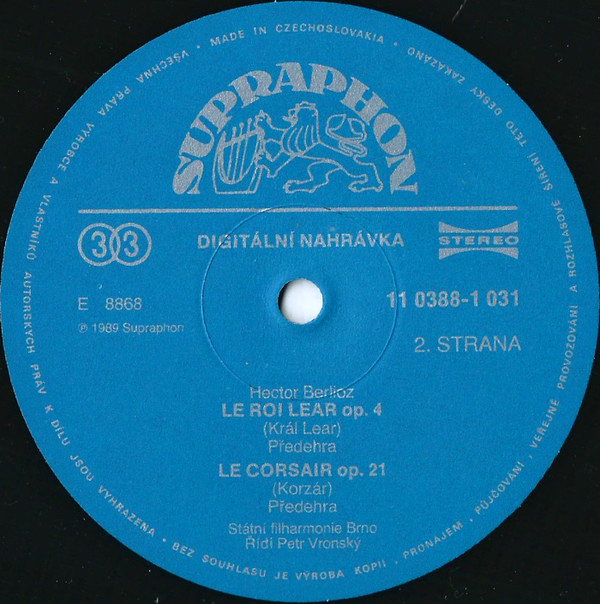 VŠECHNA PRÁVA VÝROBCE A VLASTNÍKŮ AUTORSKÝCH PRÁV K DÍLU JSOU VYHRAZENA • BEZ SOUHLASU JE VÝROBA KOPIÍ • PRONÁJEM • PŮJČOVÁNÍ • VEŘEJNÉ PROVOZOVÁNÍ A ROZHLASOVÉ ŠÍŘENÍ TÉTO DESKY ZAKÁZÁNO • MADE IN CZECHOSLOVAKIA •
SUPRAPHON
33
DIGITÁLNÍ NAHRÁVKA
STEREO
E 8868
11 0388-1 031
℗ 1989 Supraphon
2. STRANA
Hector Berlioz
LE ROI LEAR op. 4
(Král Lear)
Předehra
LE CORSAIR op. 21
(Korzár)
Předehra
Státní filharmonie Brno
Řídí Petr Vronský